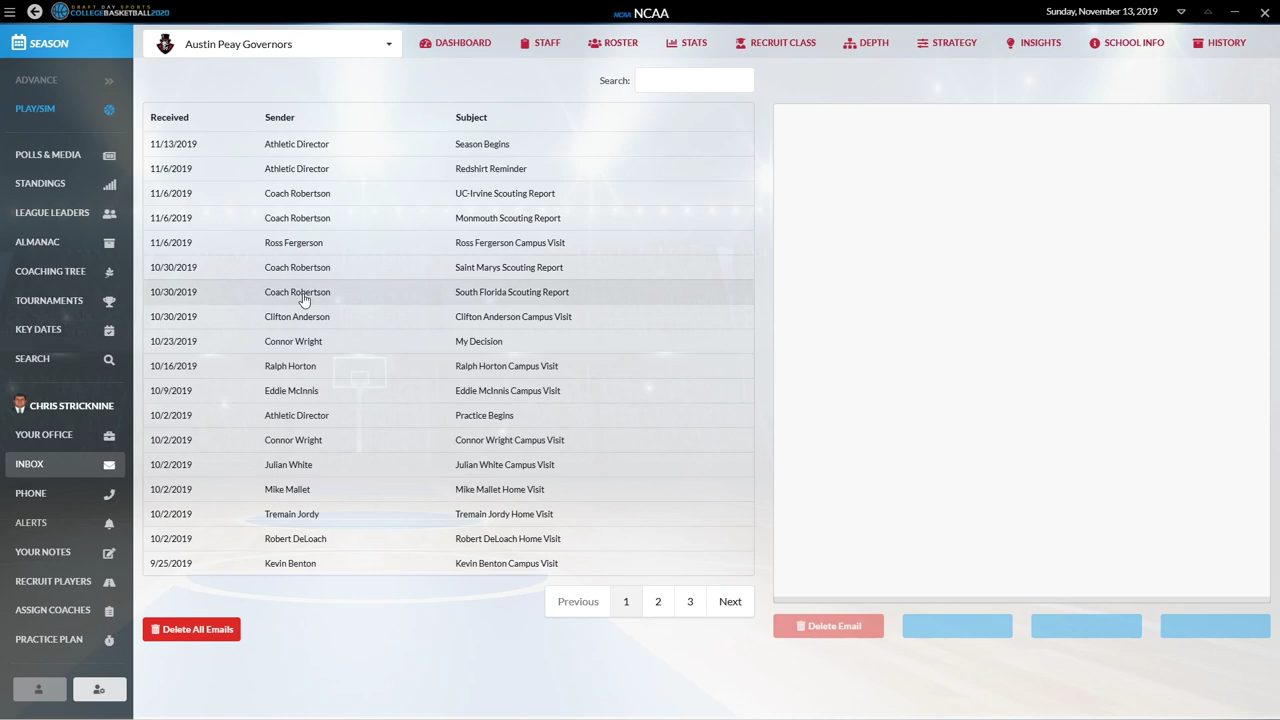 DRAFT DAY SPORTS
COLLEGE BASKETBALL 2020
NCAA NCAA
Sunday, November 13, 2019
SEASON
Austin Peay Governors
DASHBOARD
STAFF
ROSTER
STATS
RECRUIT CLASS
DEPTH
STRATEGY
INSIGHTS
SCHOOL INFO
HISTORY
ADVANCE
PLAY/SIM
POLLS & MEDIA
STANDINGS
LEAGUE LEADERS
ALMANAC
COACHING TREE
TOURNAMENTS
KEY DATES
SEARCH
CHRIS STRICKNINE
YOUR OFFICE
INBOX
PHONE
ALERTS
YOUR NOTES
RECRUIT PLAYERS
ASSIGN COACHES
PRACTICE PLAN
Search:
Received Sender Subject
11/13/2019 Athletic Director Season Begins
11/6/2019 Athletic Director Redshirt Reminder
11/6/2019 Coach Robertson UC-Irvine Scouting Report
11/6/2019 Coach Robertson Monmouth Scouting Report
11/6/2019 Ross Fergerson Ross Fergerson Campus Visit
10/30/2019 Coach Robertson Saint Marys Scouting Report
10/30/2019 Coach Robertson South Florida Scouting Report
10/30/2019 Clifton Anderson Clifton Anderson Campus Visit
10/23/2019 Connor Wright My Decision
10/16/2019 Ralph Horton Ralph Horton Campus Visit
10/9/2019 Eddie McInnis Eddie McInnis Campus Visit
10/2/2019 Athletic Director Practice Begins
10/2/2019 Connor Wright Connor Wright Campus Visit
10/2/2019 Julian White Julian White Campus Visit
10/2/2019 Mike Mallet Mike Mallet Home Visit
10/2/2019 Tremain Jordy Tremain Jordy Home Visit
10/2/2019 Robert DeLoach Robert DeLoach Home Visit
9/25/2019 Kevin Benton Kevin Benton Campus Visit
Previous 1 2 3 Next
Delete All Emails
Delete Email